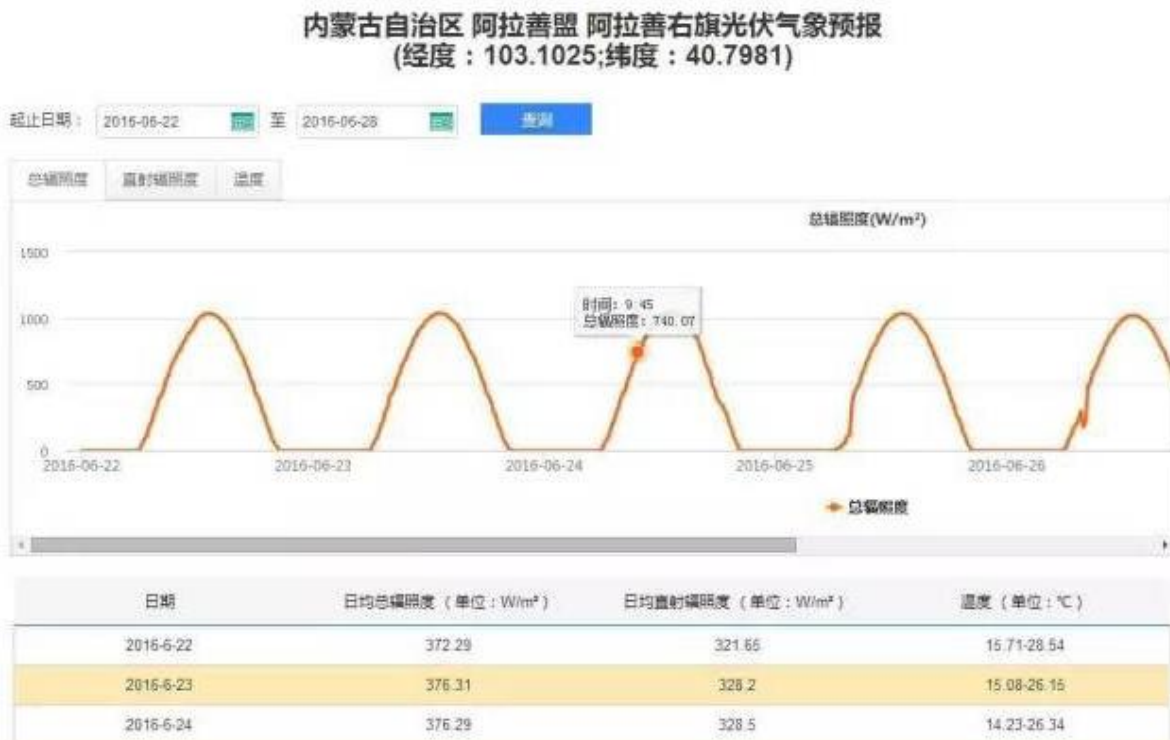 内蒙古自治区 阿拉善盟 阿拉善右旗光伏气象预报
(经度：103.1025;纬度：40.7981)
起止日期： 2016-06-22 至 2016-06-28 查询
总辐照度 直射辐照度 温度
总辐照度(W/m²)
1500
时间: 9:45
1000
总辐照度: 740.07
500
0
2016-06-22 2016-06-23 2016-06-24 2016-06-25 2016-06-26
总辐照度
日期 日均总辐照度（单位：W/m²） 日均直射辐照度（单位：W/m²） 温度（单位：℃）
2016-6-22 372.29 321.65 15.71-28.54
2016-6-23 376.31 328.2 15.08-26.15
2016-6-24 376.29 328.5 14.23-26.34